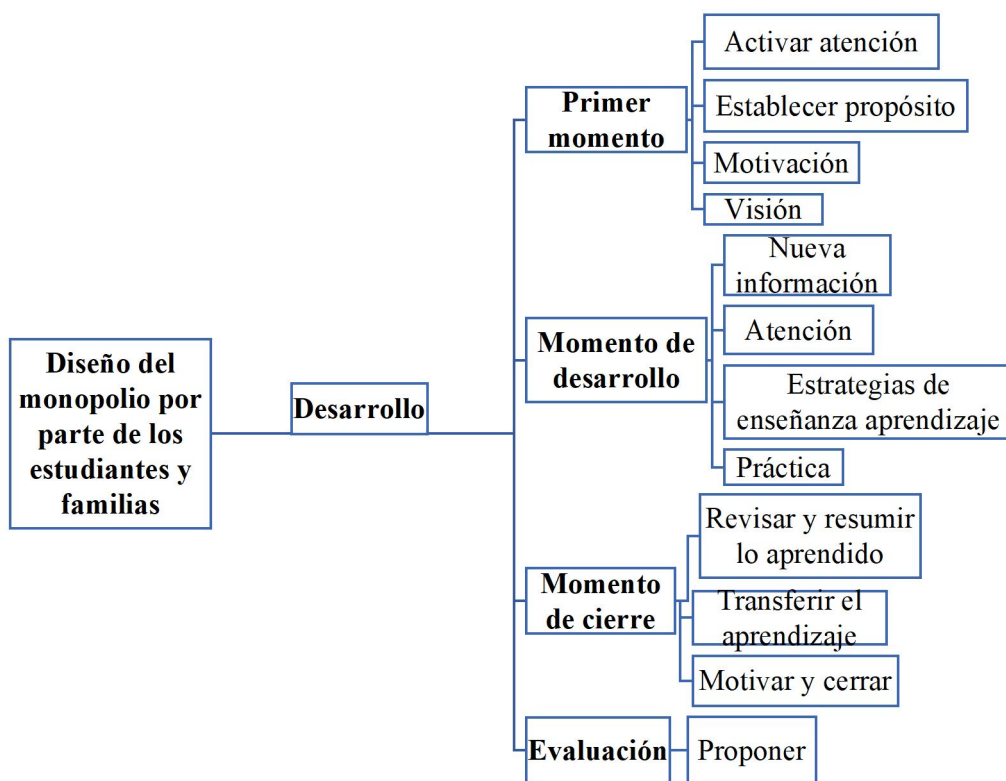 Diseño del
monopolio por
parte de los
estudiantes y
familias
Desarrollo
Primer
momento
Activar atención
Establecer propósito
Motivación
Visión
Momento de
desarrollo
Nueva
información
Atención
Estrategias de
enseñanza aprendizaje
Práctica
Momento
de cierre
Revisar y resumir
lo aprendido
Transferir el
aprendizaje
Motivar y cerrar
Evaluación
Proponer